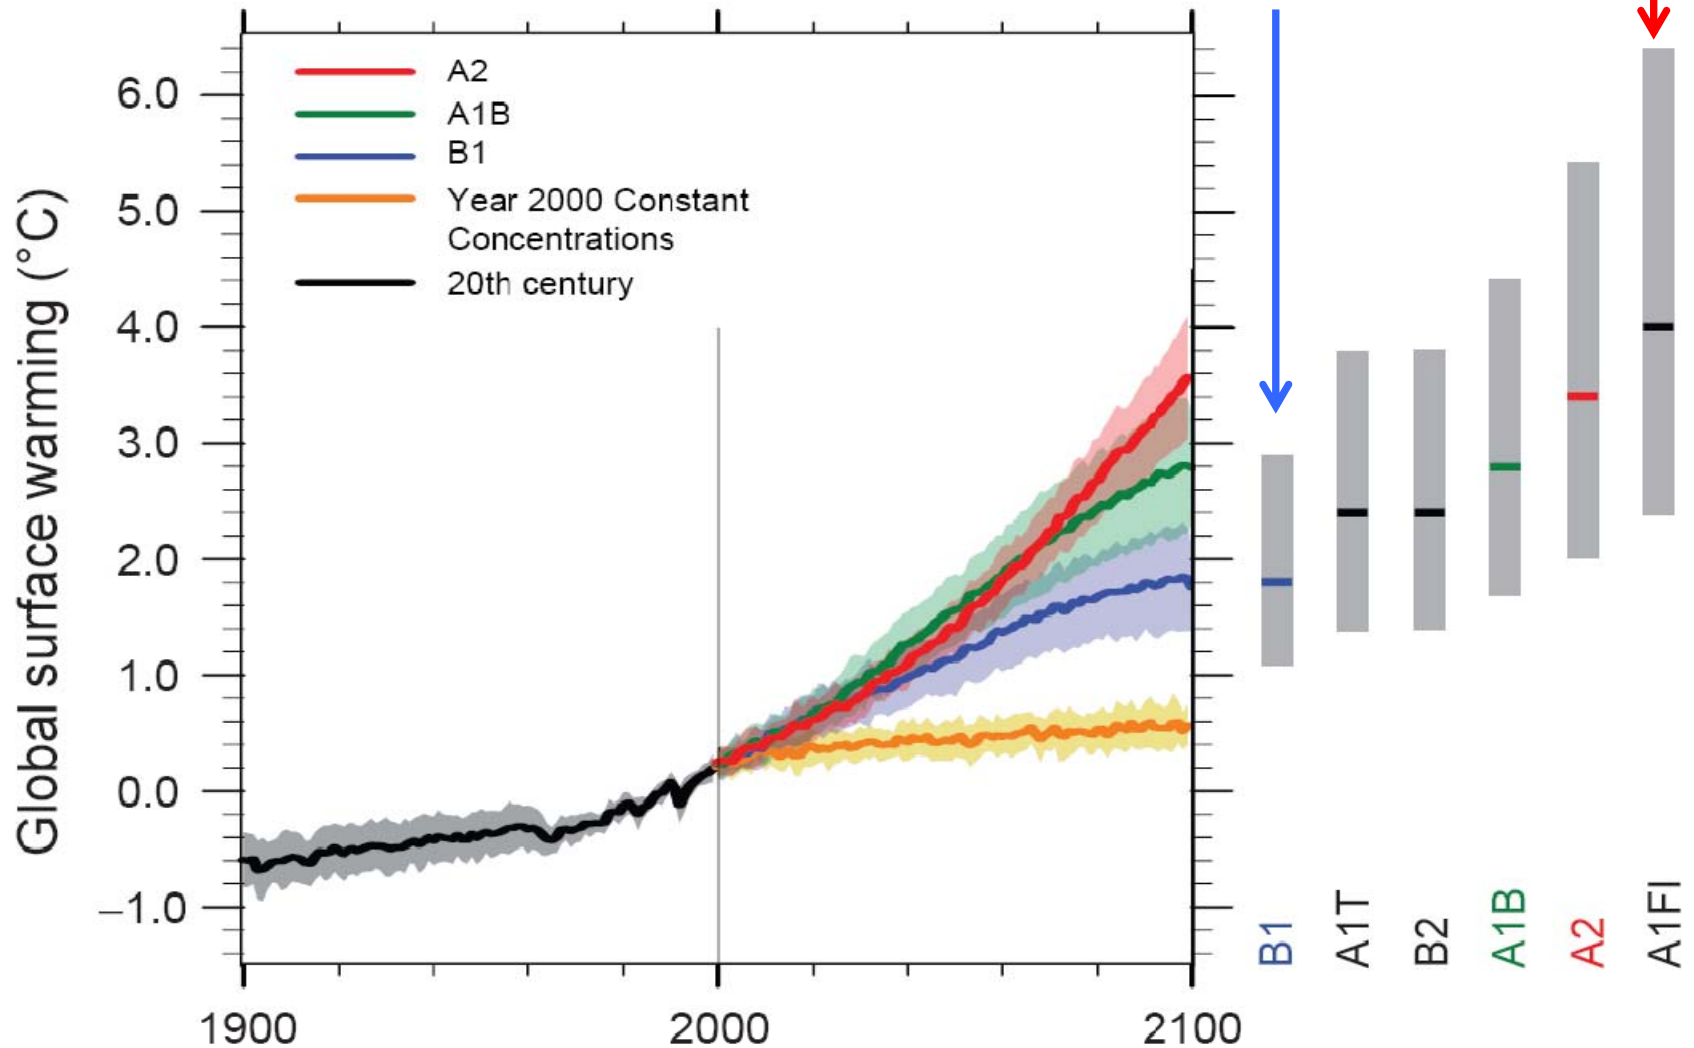 A2
A1B
B1
Year 2000 Constant
Concentrations
20th century
Global surface warming (°C)
6.0
5.0
4.0
3.0
2.0
1.0
0.0
–1.0
1900
2000
2100
B1
A1T
B2
A1B
A2
A1FI